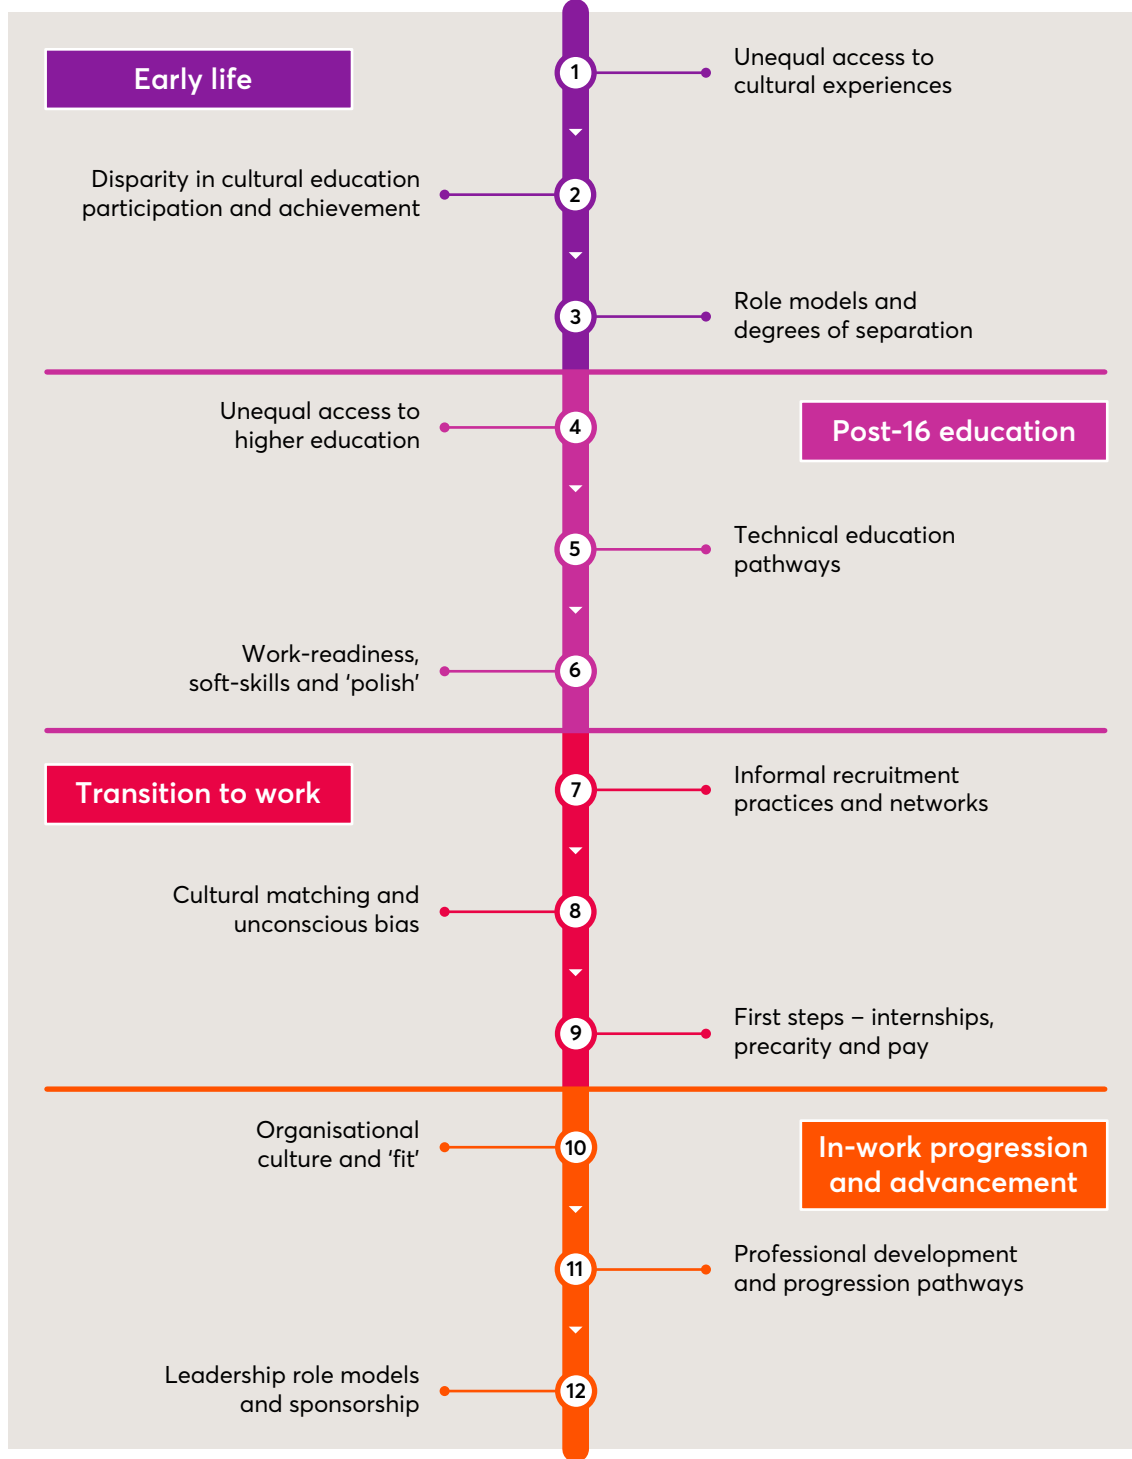 Early life
1
Unequal access to
cultural experiences
Disparity in cultural education
participation and achievement
2
3
Role models and
degrees of separation
Unequal access to
higher education
4
Post-16 education
5
Technical education
pathways
Work-readiness,
soft-skills and ‘polish’
6
Transition to work
7
Informal recruitment
practices and networks
Cultural matching and
unconscious bias
8
9
First steps – internships,
precarity and pay
Organisational
culture and ‘fit’
10
In-work progression
and advancement
11
Professional development
and progression pathways
Leadership role models
and sponsorship
12